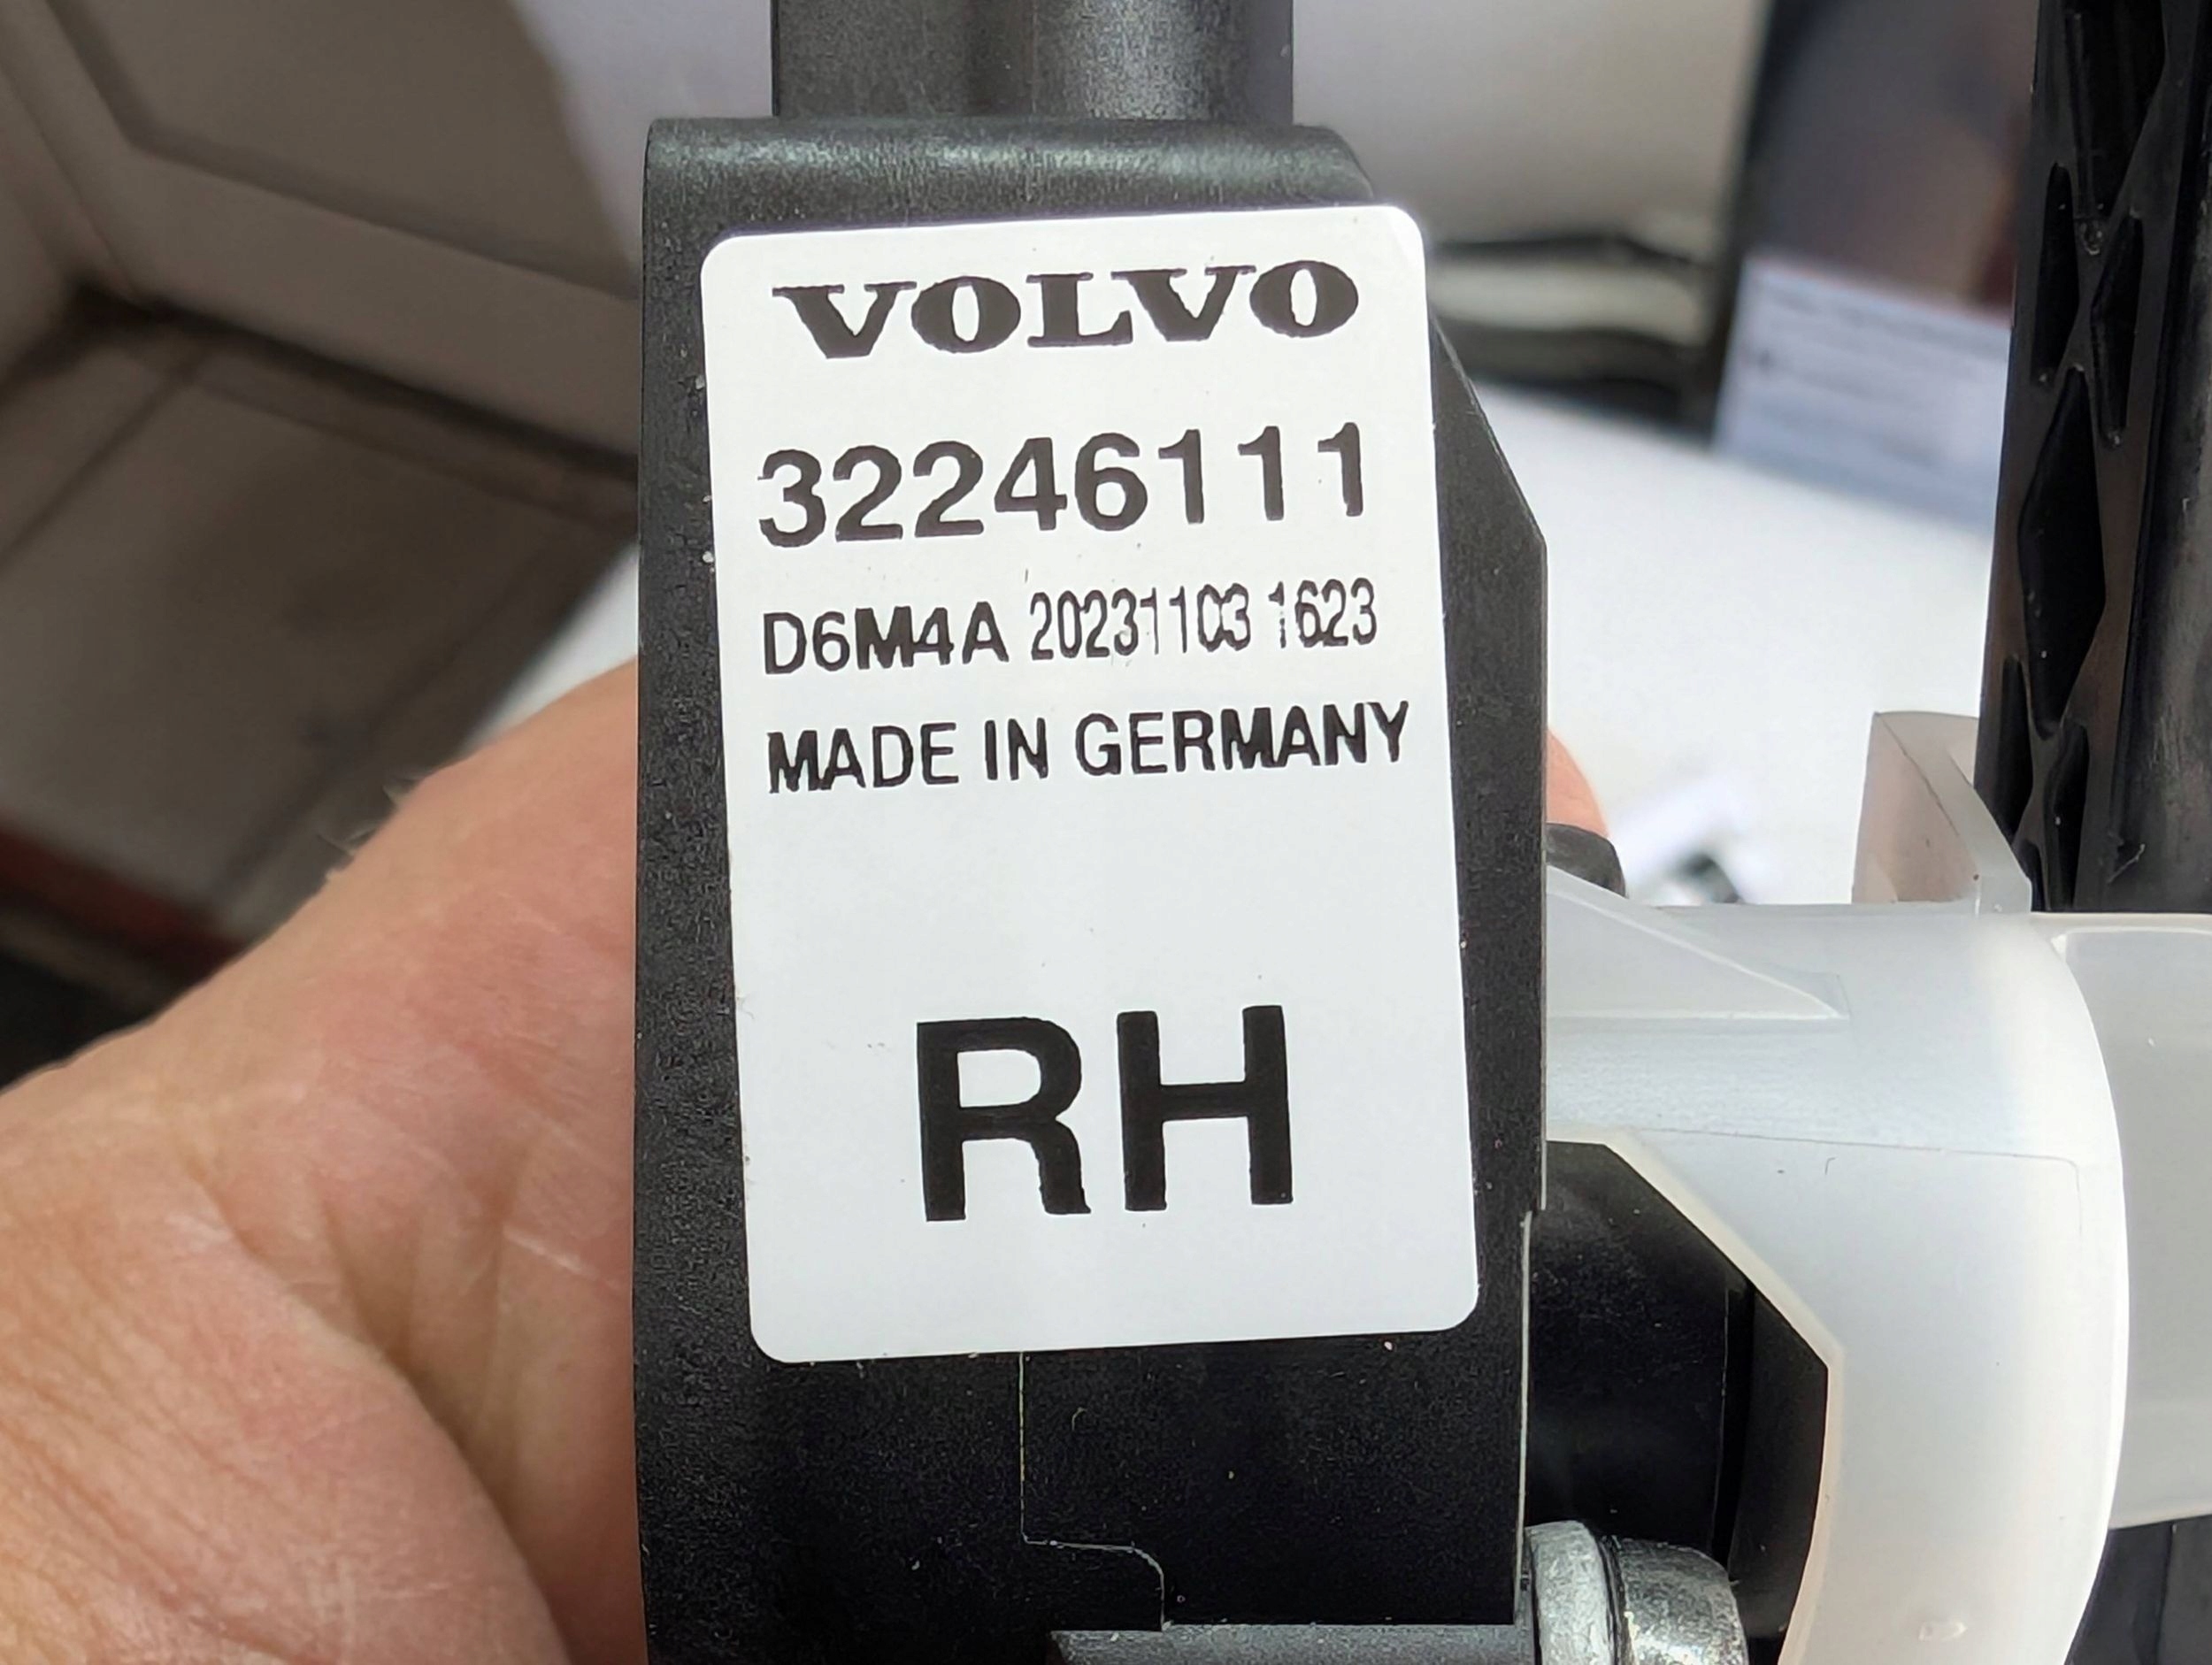 VOLVO
32246111
D6M4A 20231103 1623
MADE IN GERMANY
RH